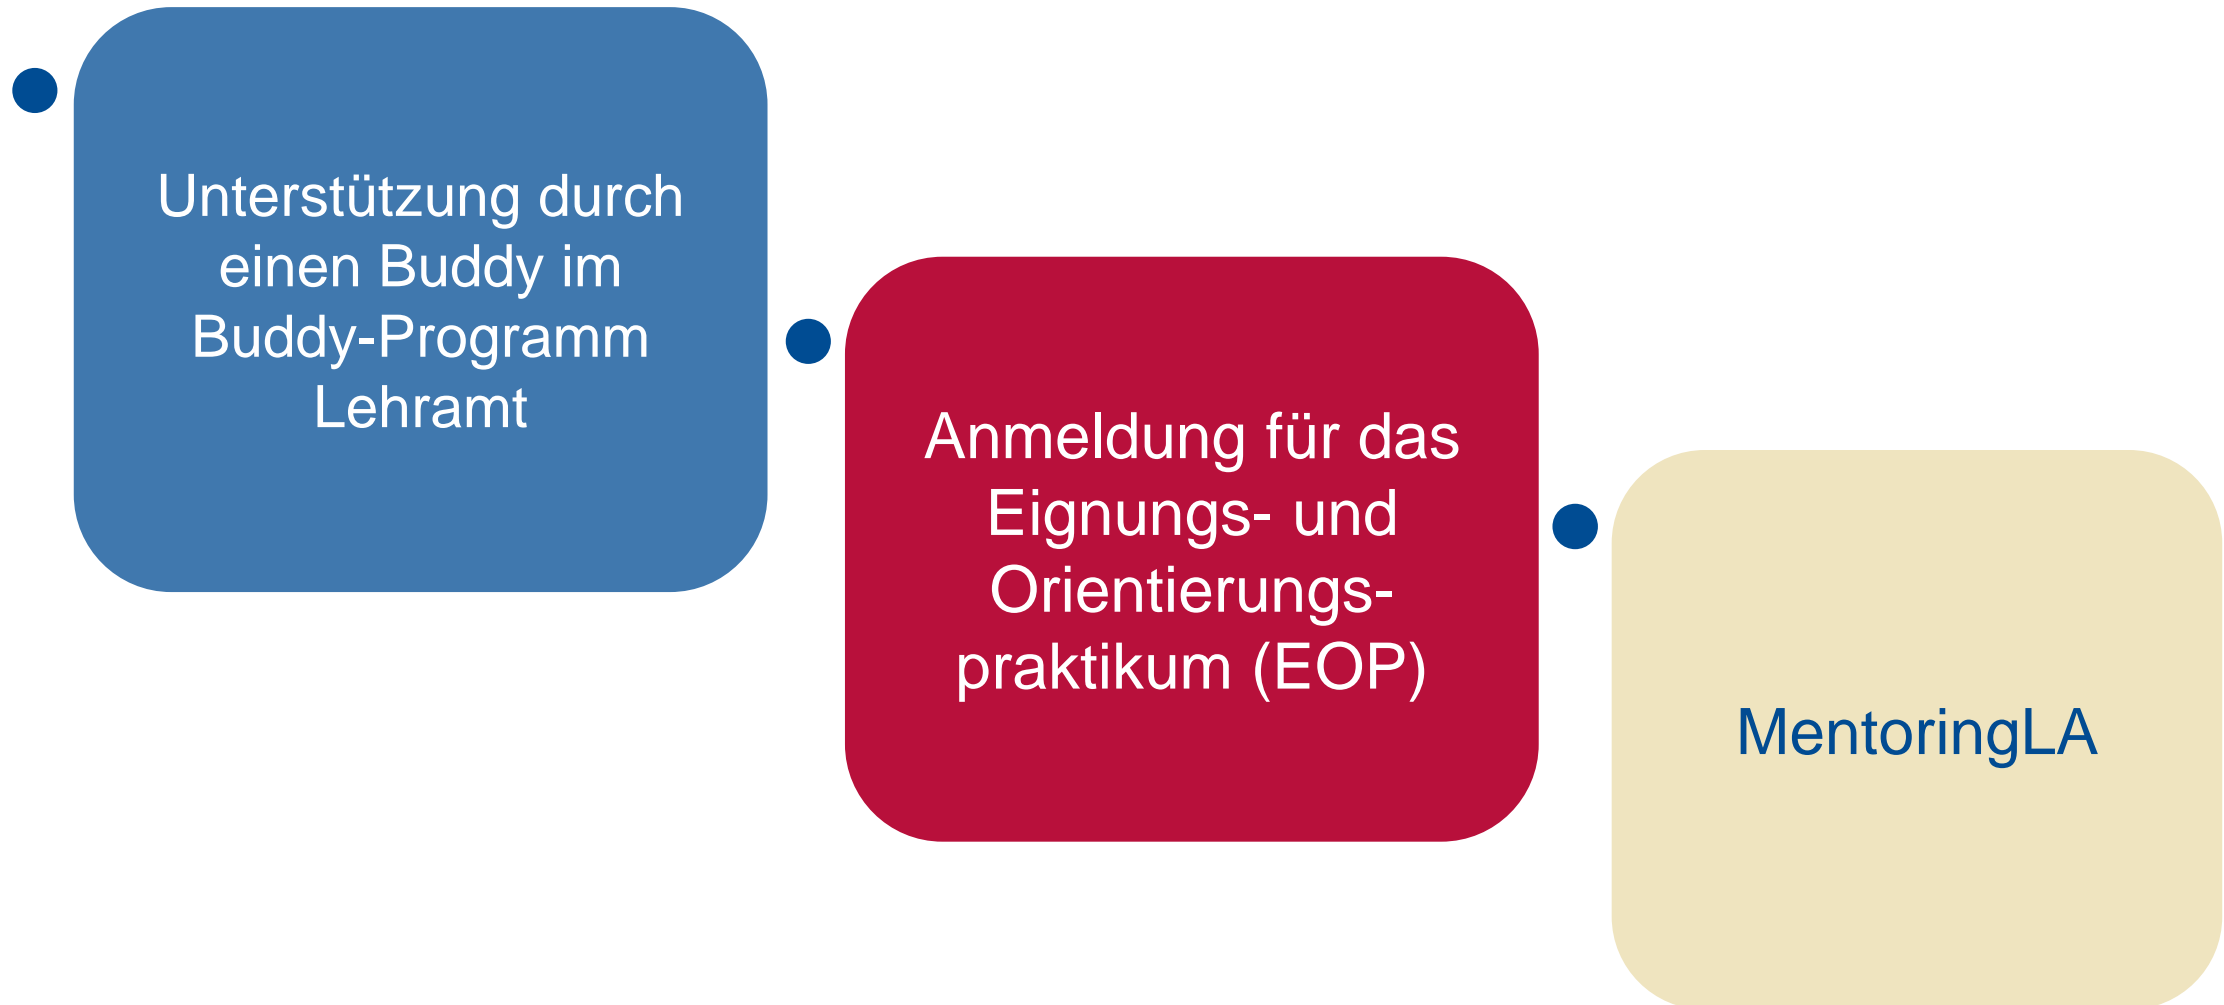 Unterstützung durch
einen Buddy im
Buddy-Programm
Lehramt
Anmeldung für das
Eignungs- und
Orientierungs-
praktikum (EOP)
MentoringLA